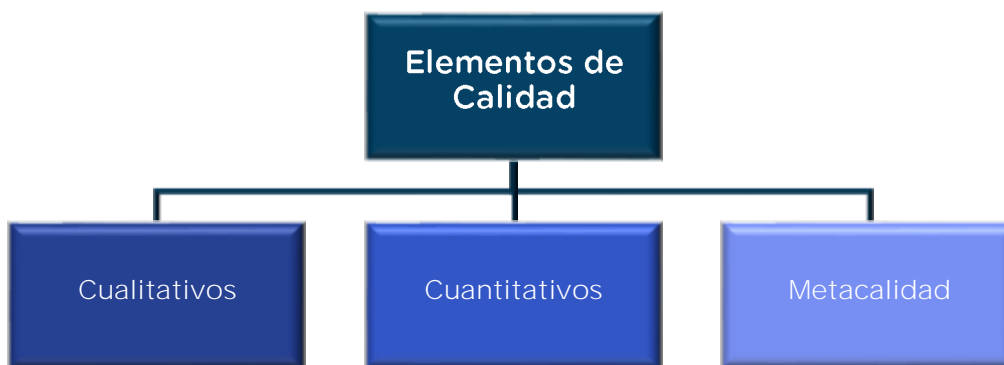 Elementos de
Calidad
Cualitativos
Cuantitativos
Metacalidad